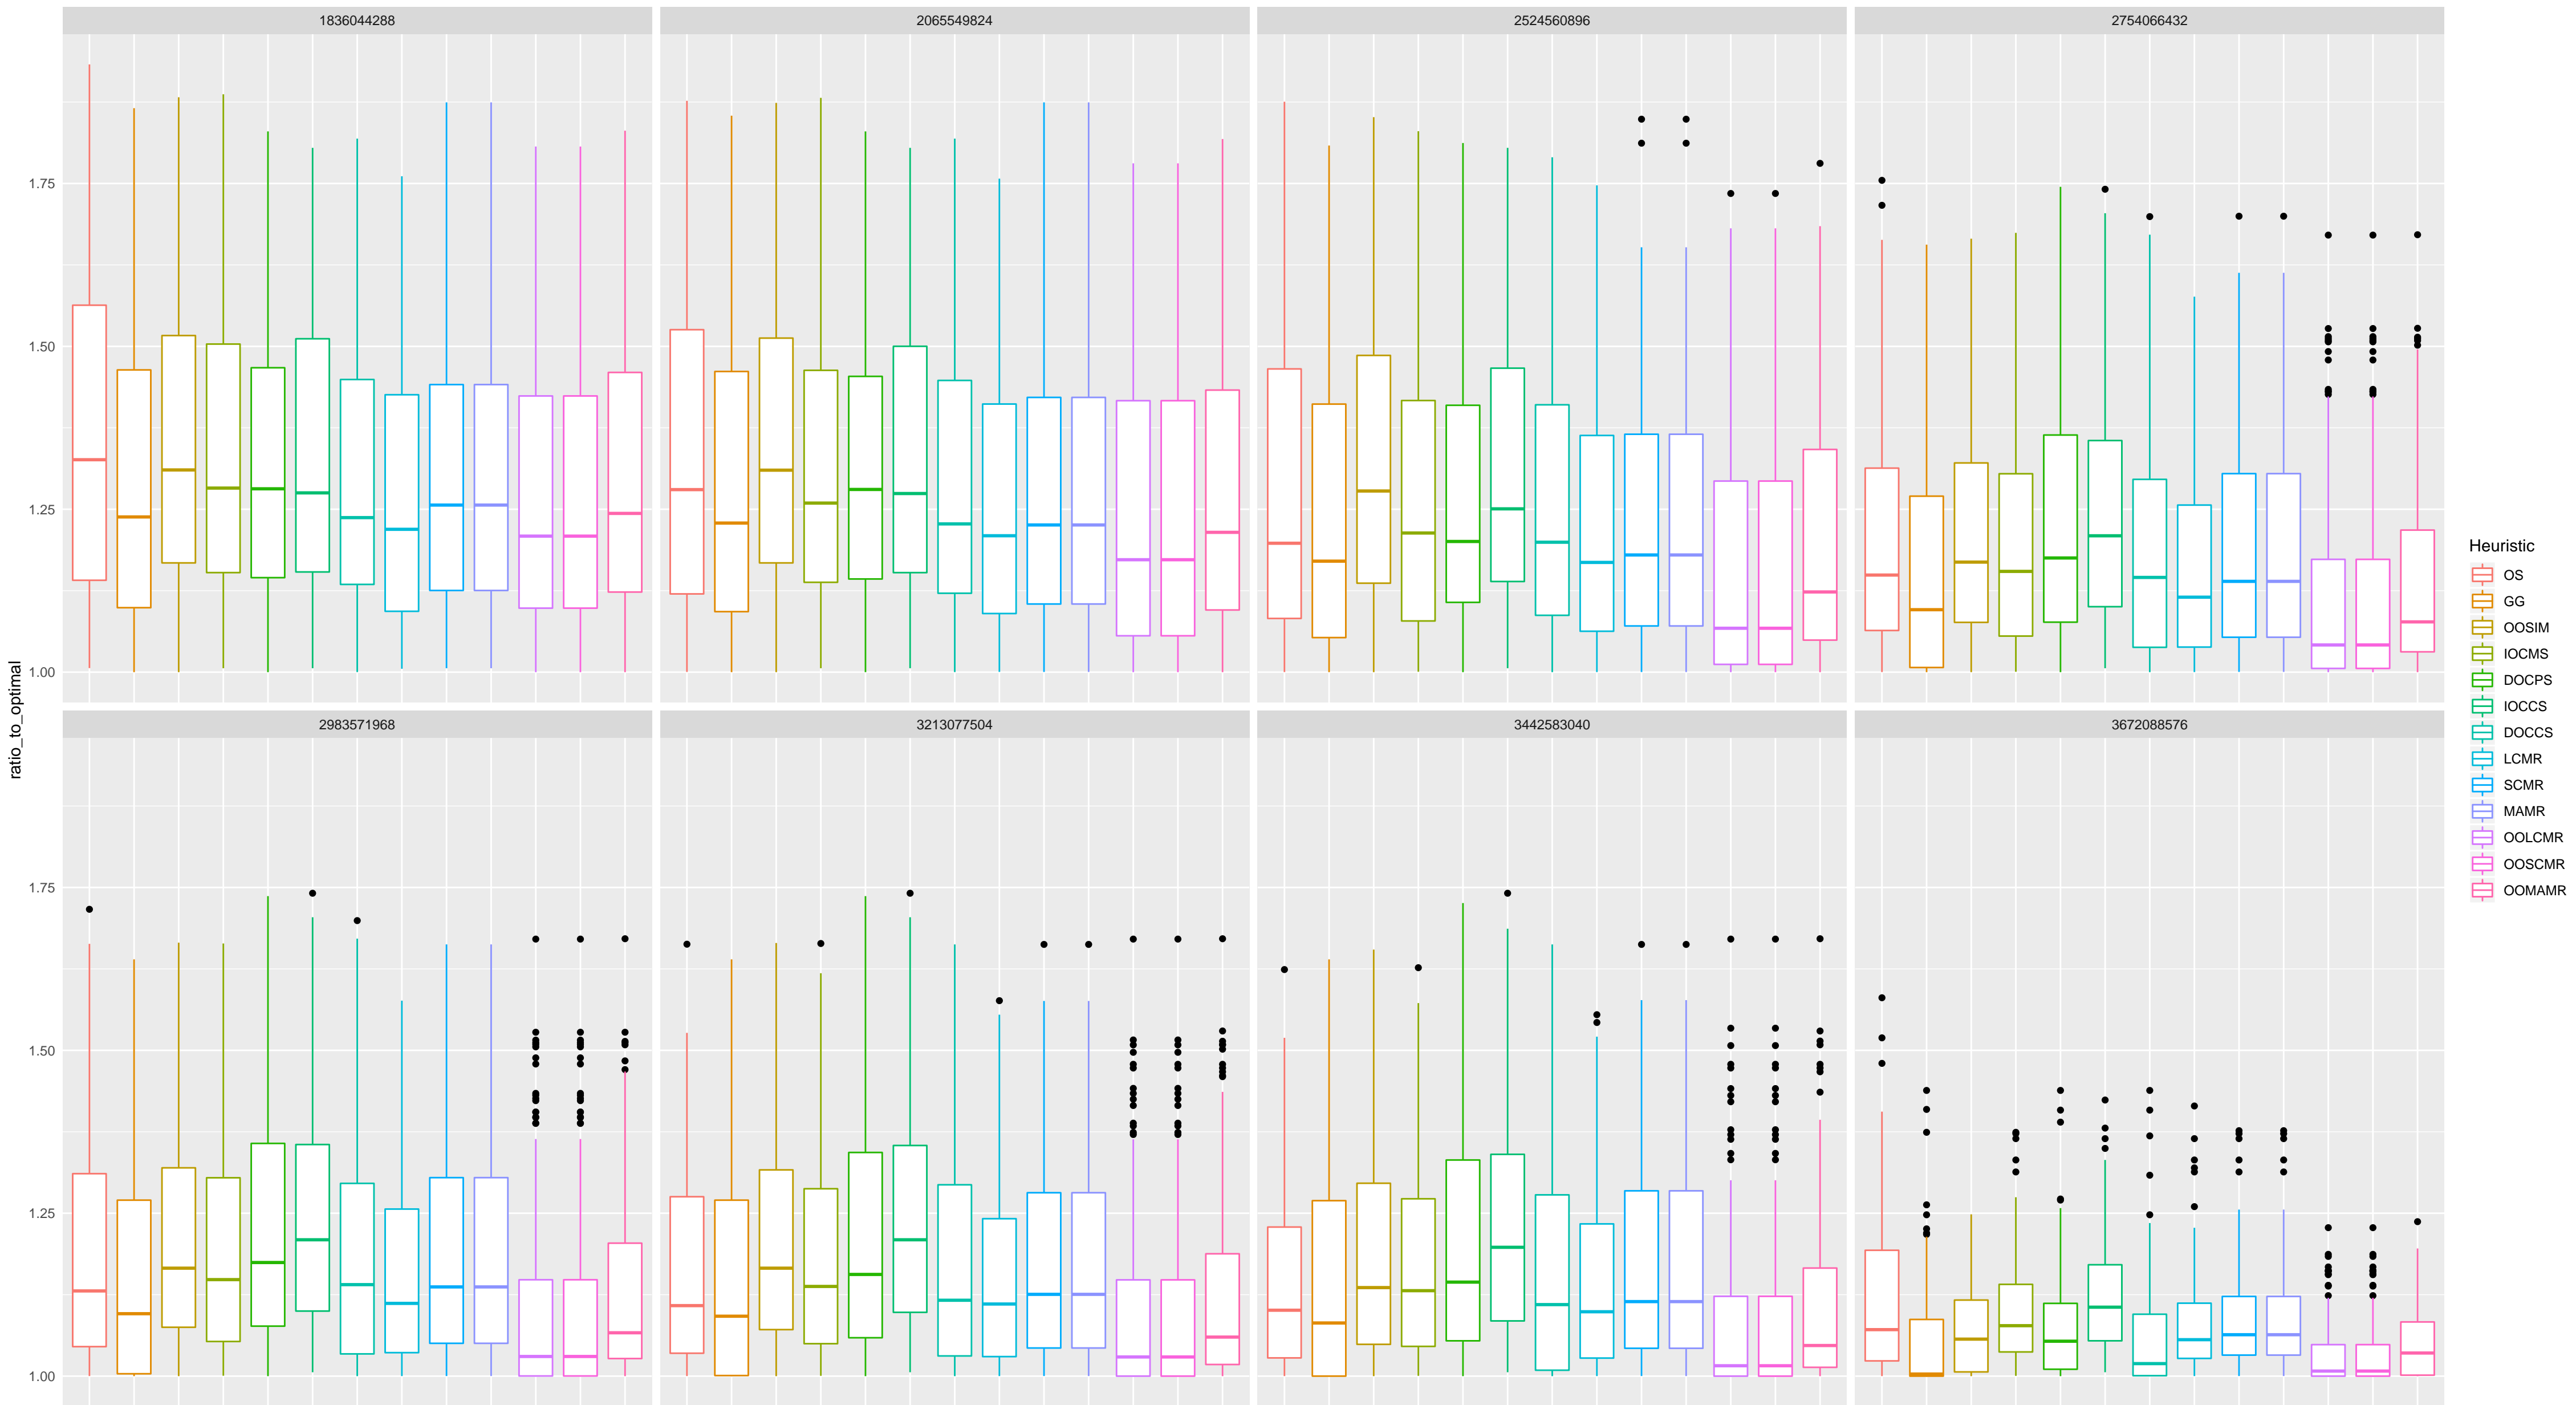 1836044288 2065549824 2524560896 2754066432
1.75
1.50
1.25
1.00
ratio_to_optimal
2983571968 3213077504 3442583040 3672088576
1.75
1.50
1.25
1.00
Heuristic
OS
GG
OOSIM
IOCMS
DOCPS
IOCCS
DOCCS
LCMR
SCMR
MAMR
OOLCMR
OOSCMR
OOMAMR